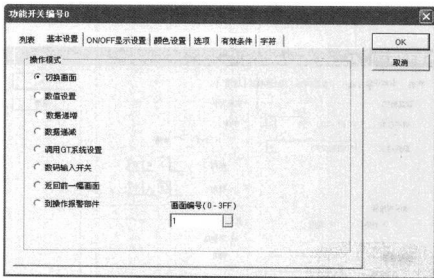 功能开关编号0
列表 基本设置 ON/OFF显示设置 颜色设置 选项 有效条件 字符
OK
取消
操作模式
切换画面
数值设置
数据递增
数据递减
调用GT系统设置
数码输入开关
返回前一幅画面
到操作报警部件
画面编号(0-3FF)
1
...